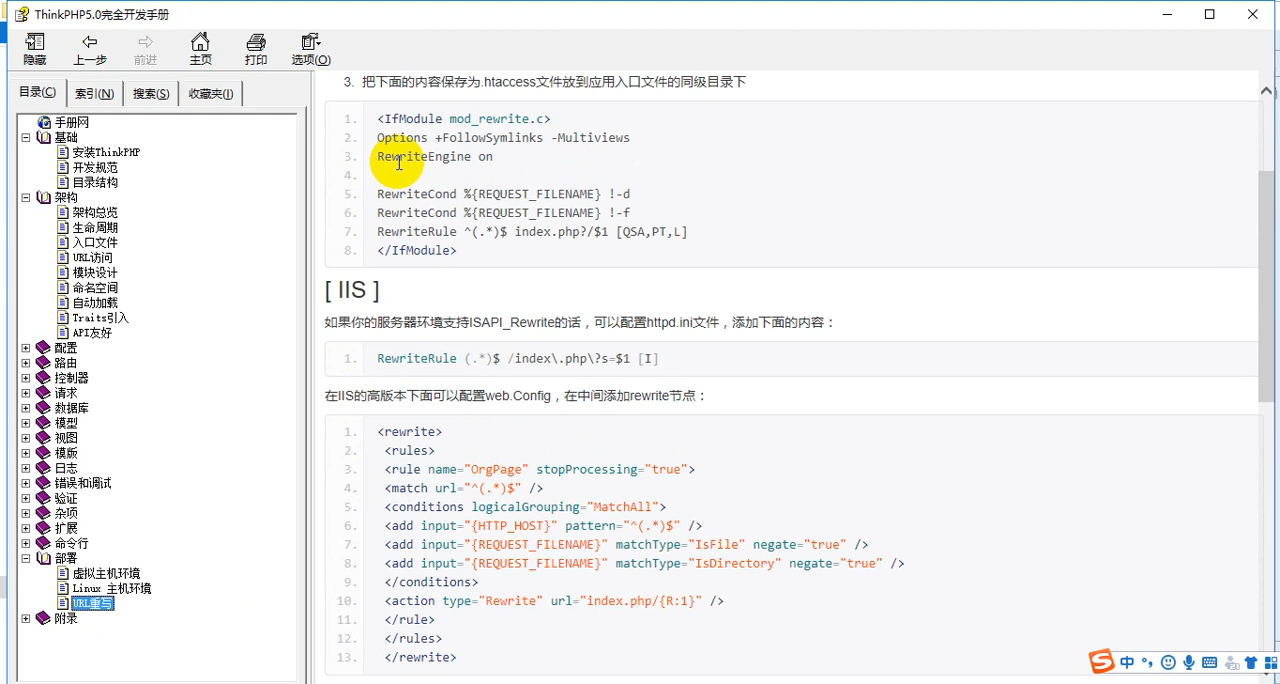 ThinkPHP5.0完全开发手册
隐藏 上一步 前进 主页 打印 选项(O)
目录(C) 索引(N) 搜索(S) 收藏夹(I)
手册网
基础
安装ThinkPHP
开发规范
目录结构
架构
架构总览
生命周期
入口文件
URL访问
模块设计
命名空间
自动加载
Traits引入
API友好
配置
路由
控制器
请求
数据库
模型
视图
模版
日志
错误和调试
验证
杂项
扩展
命令行
部署
虚拟主机环境
Linux 主机环境
URL重写
附录
3. 把下面的内容保存为.htaccess文件放到应用入口文件的同级目录下
1. <IfModule mod_rewrite.c>
2. Options +FollowSymlinks -Multiviews
3. RewriteEngine on
4.
5. RewriteCond %{REQUEST_FILENAME} !-d
6. RewriteCond %{REQUEST_FILENAME} !-f
7. RewriteRule ^(.*)$ index.php?/$1 [QSA,PT,L]
8. </IfModule>
[ IIS ]
如果你的服务器环境支持ISAPI_Rewrite的话，可以配置httpd.ini文件，添加下面的内容：
1. RewriteRule (.*)$ /index\.php\?s=$1 [I]
在IIS的高版本下面可以配置web.Config，在中间添加rewrite节点：
1. <rewrite>
2. <rules>
3. <rule name="OrgPage" stopProcessing="true">
4. <match url="^(.*)$" />
5. <conditions logicalGrouping="MatchAll">
6. <add input="{HTTP_HOST}" pattern="^(.*)$" />
7. <add input="{REQUEST_FILENAME}" matchType="IsFile" negate="true" />
8. <add input="{REQUEST_FILENAME}" matchType="IsDirectory" negate="true" />
9. </conditions>
10. <action type="Rewrite" url="index.php/{R:1}" />
11. </rule>
12. </rules>
13. </rewrite>
S 中